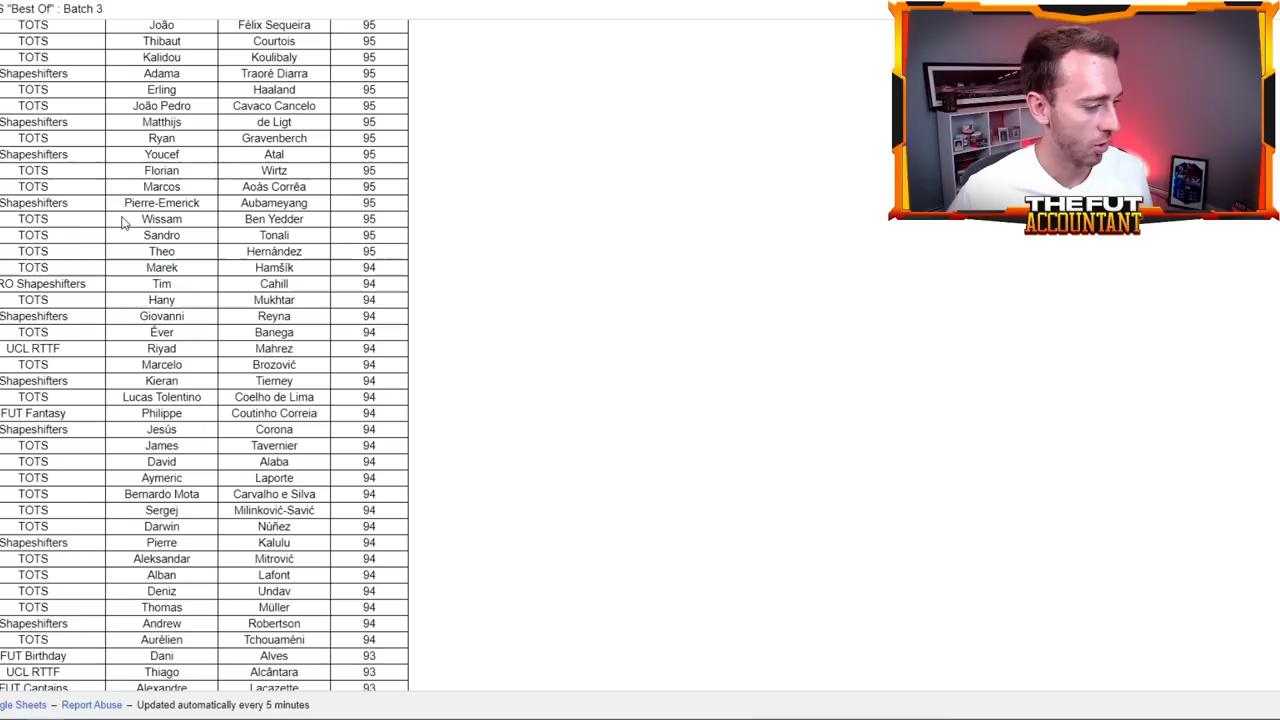 S "Best Of" : Batch 3
TOTS João Félix Sequeira 95
TOTS Thibaut Courtois 95
TOTS Kalidou Koulibaly 95
Shapeshifters Adama Traoré Diarra 95
TOTS Erling Haaland 95
TOTS João Pedro Cavaco Cancelo 95
Shapeshifters Matthijs de Ligt 95
TOTS Ryan Gravenberch 95
Shapeshifters Youcef Atal 95
TOTS Florian Wirtz 95
TOTS Marcos Aoás Corrêa 95
Shapeshifters Pierre-Emerick Aubameyang 95
TOTS Wissam Ben Yedder 95
TOTS Sandro Tonali 95
TOTS Theo Hernández 95
TOTS Marek Hamšík 94
RO Shapeshifters Tim Cahill 94
TOTS Hany Mukhtar 94
Shapeshifters Giovanni Reyna 94
TOTS Éver Banega 94
UCL RTTF Riyad Mahrez 94
TOTS Marcelo Brozović 94
Shapeshifters Kieran Tierney 94
TOTS Lucas Tolentino Coelho de Lima 94
FUT Fantasy Philippe Coutinho Correia 94
Shapeshifters Jesús Corona 94
TOTS James Tavernier 94
TOTS David Alaba 94
TOTS Aymeric Laporte 94
TOTS Bernardo Mota Carvalho e Silva 94
TOTS Sergej Milinković-Savić 94
TOTS Darwin Núñez 94
Shapeshifters Pierre Kalulu 94
TOTS Aleksandar Mitrović 94
TOTS Alban Lafont 94
TOTS Deniz Undav 94
TOTS Thomas Müller 94
Shapeshifters Andrew Robertson 94
TOTS Aurélien Tchouaméni 94
FUT Birthday Dani Alves 93
UCL RTTF Thiago Alcântara 93
FUT Captains Alexandre Lacazette 93
gle Sheets – Report Abuse – Updated automatically every 5 minutes
THE FUT
ACCOUNTANT